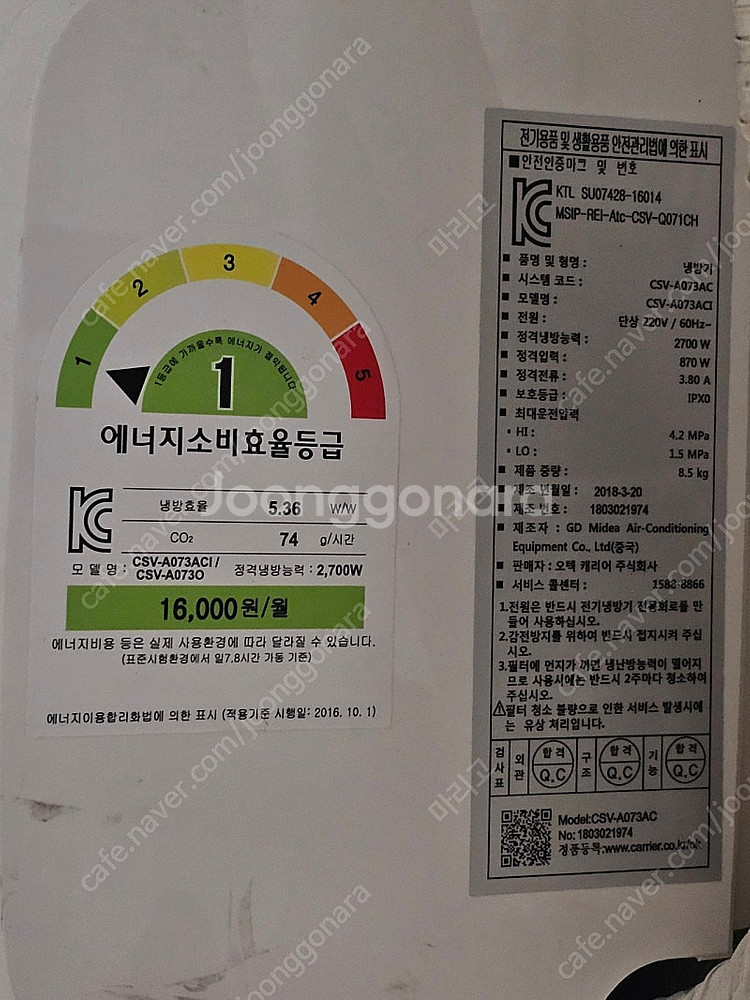 1
2
3
4
5
1등급에 가까울수록 에너지가 절약됩니다
1
에너지소비효율등급
냉방효율 5.36 W/W
CO₂ 74 g/시간
모 델 명 : CSV-A073ACI / CSV-A073O 정격냉방능력 : 2,700W
16,000원/월
에너지비용 등은 실제 사용환경에 따라 달라질 수 있습니다.
(표준시험환경에서 일7.8시간 가동 기준)
에너지이용합리화법에 의한 표시 (적용기준 시행일: 2016. 10. 1)
전기용품 및 생활용품 안전관리법에 의한 표시
■안전인증마크 및 번호
KTL SU07428-16014
MSIP-REI-Atc-CSV-Q071CH
■ 품명 및 형명 : 냉방기
■ 시스템 코드 : CSV-A073AC
■ 모델명 : CSV-A073ACI
■ 전원 : 단상 220V / 60Hz~
■ 정격냉방능력 : 2700 W
■ 정격입력 : 870 W
■ 정격전류 : 3.80 A
■ 보호등급 : IPX0
■ 최대운전압력
· HI : 4.2 MPa
· LO : 1.5 MPa
■ 제품 중량 : 8.5 kg
■ 제조 년월일 : 2018-3-20
■ 제조 번호 : 1803021974
■ 제조자 : GD Midea Air-Conditioning
Equipment Co., Ltd(중국)
■ 판매자 : 오텍 캐리어 주식회사
■ 서비스 콜센터 : 1588-8866
1.전원은 반드시 전기냉방기 전용회로를 만
들어 사용하십시오.
2.감전방지를 위하여 반드시 접지시켜 주십
시오.
3.필터에 먼지가 끼면 냉난방능력이 떨어지
므로 사용시에는 반드시 2주마다 청소하여
주십시오.
⚠필터 청소 불량으로 인한 서비스 발생시에
는 유상 처리입니다.
검사표 외관 합격 Q.C 구조 합격 Q.C 기능 합격 Q.C
Model:CSV-A073AC
No: 1803021974
정품등록:www.carrier.co.kr/ok
Joonggonara
마라고
cafe.naver.com/joonggonara